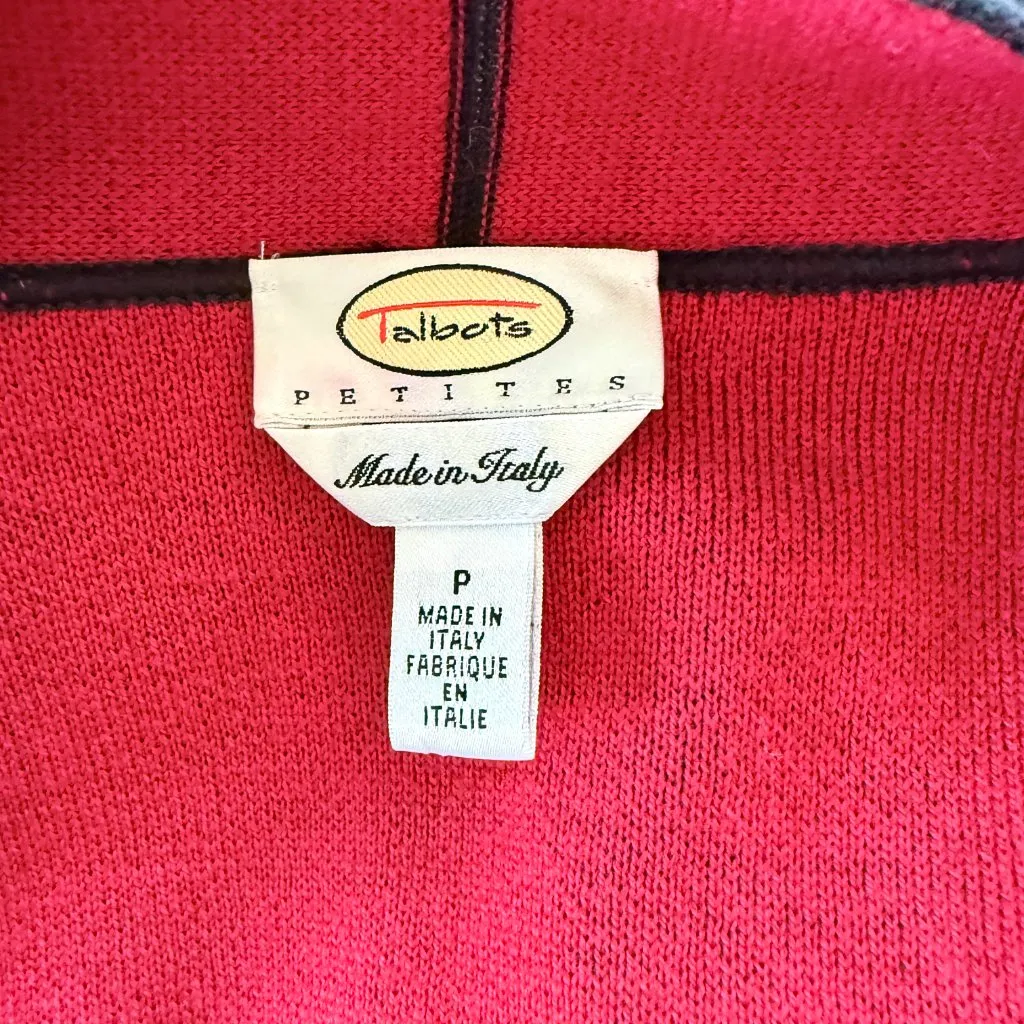 Talbots
PETITES
Made in Italy
P
MADE IN
ITALY
FABRIQUE
EN
ITALIE